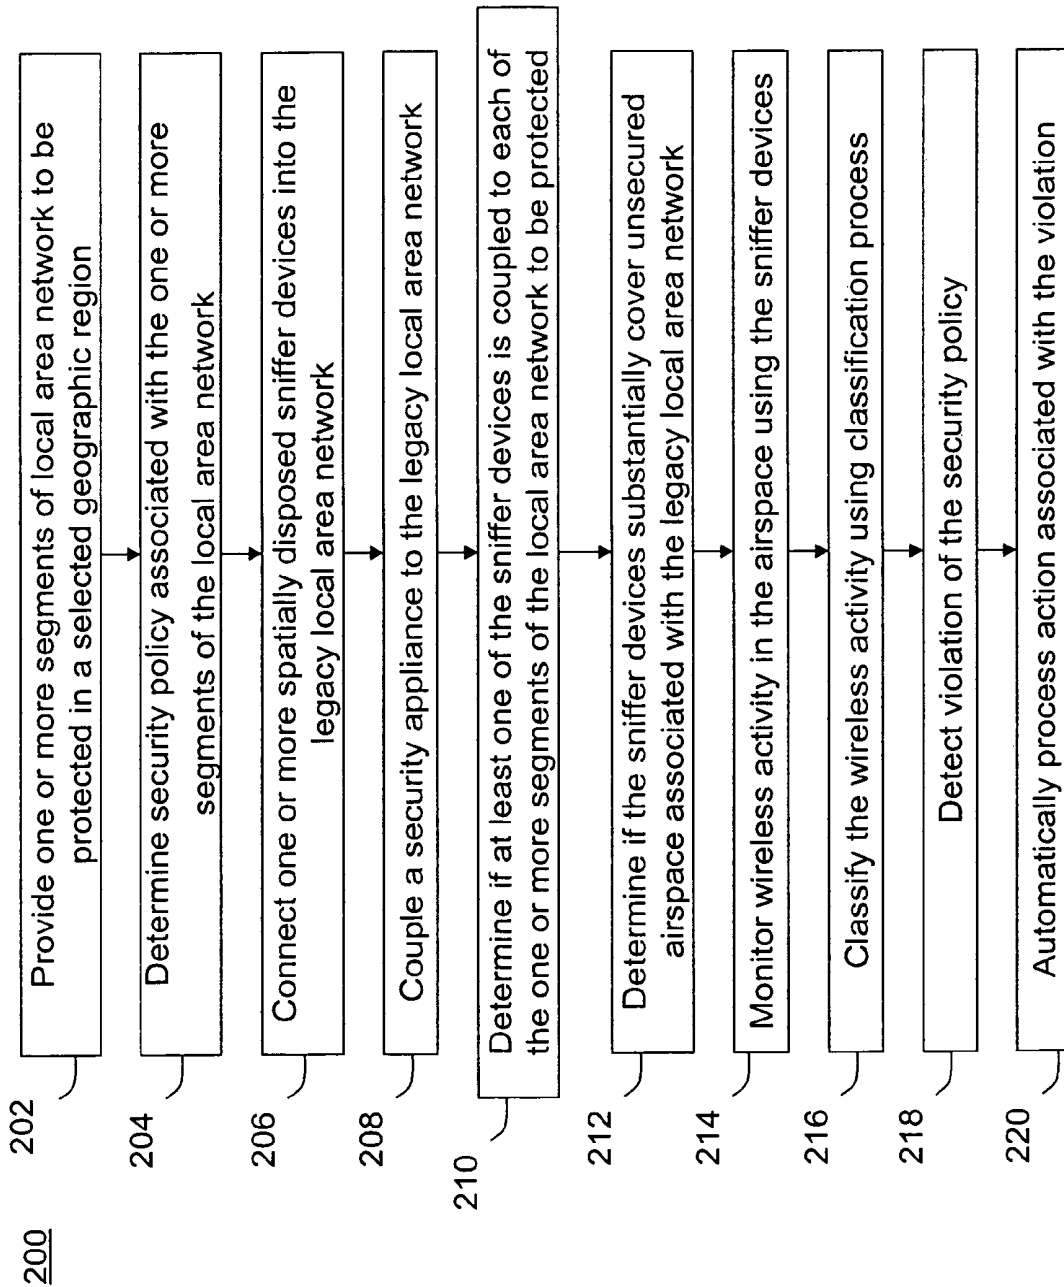 200
202
Provide one or more segments of local area network to be
protected in a selected geographic region
204
Determine security policy associated with the one or more
segments of the local area network
206
Connect one or more spatially disposed sniffer devices into the
legacy local area network
208
Couple a security appliance to the legacy local area network
210
Determine if at least one of the sniffer devices is coupled to each of
the one or more segments of the local area network to be protected
212
Determine if the sniffer devices substantially cover unsecured
airspace associated with the legacy local area network
214
Monitor wireless activity in the airspace using the sniffer devices
216
Classify the wireless activity using classification process
218
Detect violation of the security policy
220
Automatically process action associated with the violation